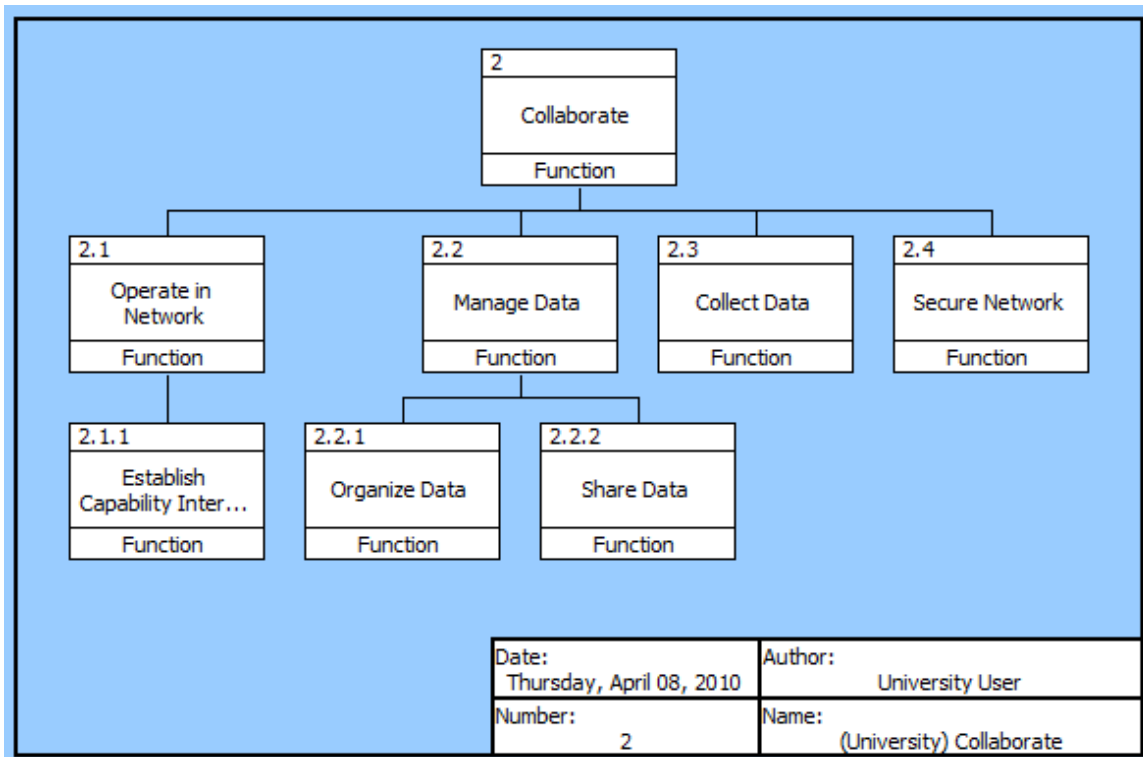 2
Collaborate
Function
2.1
2.2
2.3
2.4
Operate in
Network
Manage Data
Collect Data
Secure Network
Function
Function
Function
Function
2.1.1
2.2.1
2.2.2
Establish
Capability Inter...
Organize Data
Share Data
Function
Function
Function
Date:
Thursday, April 08, 2010
Author:
University User
Number:
2
Name:
(University) Collaborate